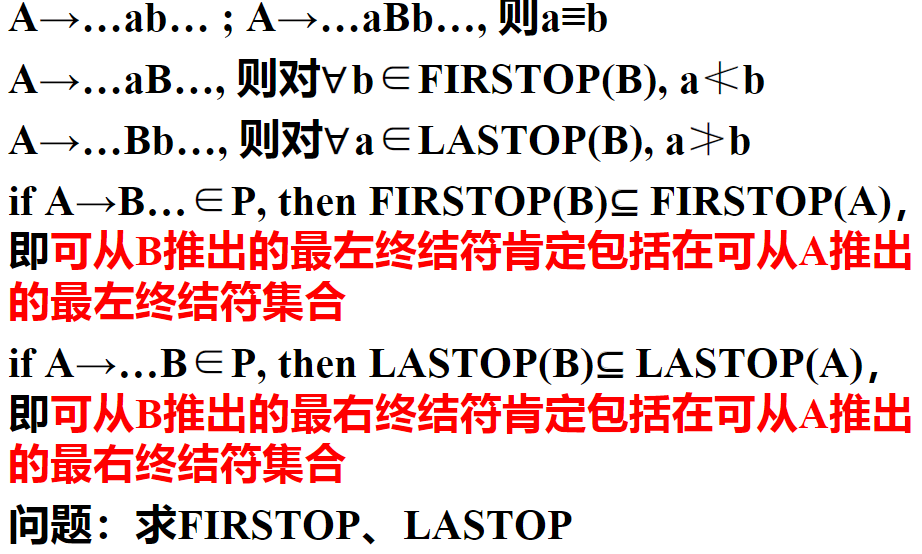 A→…ab… ; A→…aBb…, 则a≡b
A→…aB…, 则对∀b∈FIRSTOP(B), a＜b
A→…Bb…, 则对∀a∈LASTOP(B), a＞b
if A→B…∈P, then FIRSTOP(B)⊆ FIRSTOP(A)，
即可从B推出的最左终结符肯定包括在可从A推出
的最左终结符集合
if A→…B∈P, then LASTOP(B)⊆ LASTOP(A)，
即可从B推出的最右终结符肯定包括在可从A推出
的最右终结符集合
问题：求FIRSTOP、LASTOP